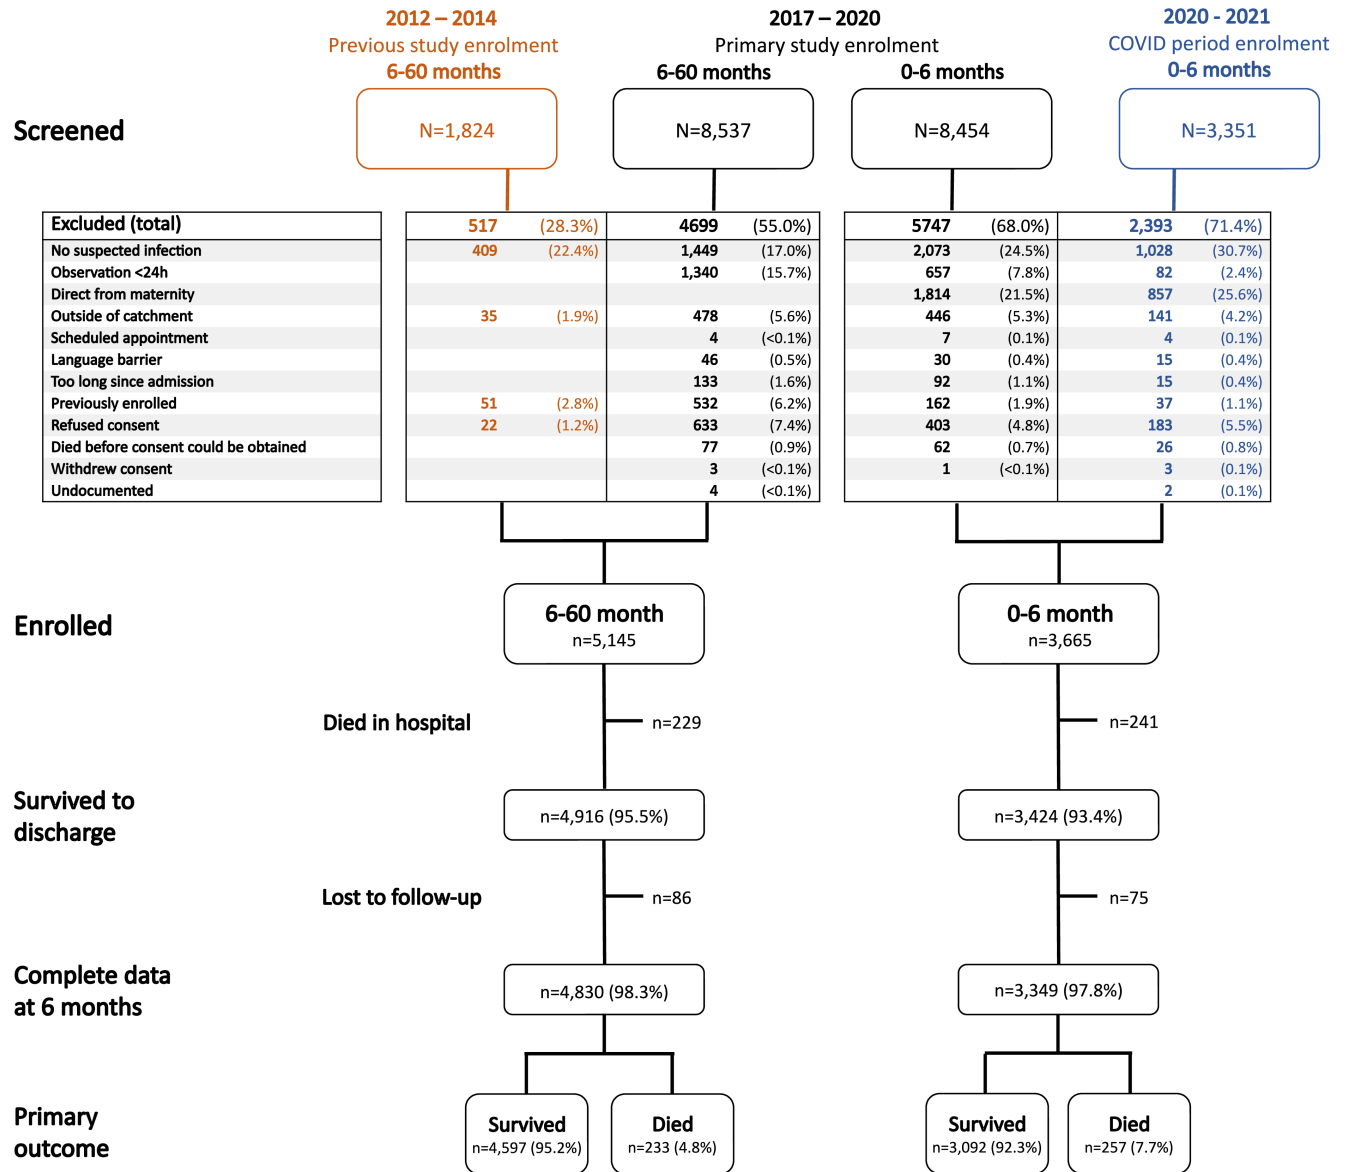 2012 – 2014 2017 – 2020 2020 - 2021
Previous study enrolment Primary study enrolment COVID period enrolment
6-60 months 6-60 months 0-6 months 0-6 months
Screened N=1,824 N=8,537 N=8,454 N=3,351
Excluded (total) 517 (28.3%) 4699 (55.0%) 5747 (68.0%) 2,393 (71.4%)
No suspected infection 409 (22.4%) 1,449 (17.0%) 2,073 (24.5%) 1,028 (30.7%)
Observation <24h 1,340 (15.7%) 657 (7.8%) 82 (2.4%)
Direct from maternity 1,814 (21.5%) 857 (25.6%)
Outside of catchment 35 (1.9%) 478 (5.6%) 446 (5.3%) 141 (4.2%)
Scheduled appointment 4 (<0.1%) 7 (0.1%) 4 (0.1%)
Language barrier 46 (0.5%) 30 (0.4%) 15 (0.4%)
Too long since admission 133 (1.6%) 92 (1.1%) 15 (0.4%)
Previously enrolled 51 (2.8%) 532 (6.2%) 162 (1.9%) 37 (1.1%)
Refused consent 22 (1.2%) 633 (7.4%) 403 (4.8%) 183 (5.5%)
Died before consent could be obtained 77 (0.9%) 62 (0.7%) 26 (0.8%)
Withdrew consent 3 (<0.1%) 1 (<0.1%) 3 (0.1%)
Undocumented 4 (<0.1%) 2 (0.1%)
Enrolled
6-60 month 0-6 month
n=5,145 n=3,665
Died in hospital n=229 n=241
Survived to
discharge
n=4,916 (95.5%) n=3,424 (93.4%)
Lost to follow-up n=86 n=75
Complete data
at 6 months
n=4,830 (98.3%) n=3,349 (97.8%)
Primary
outcome
Survived Died Survived Died
n=4,597 (95.2%) n=233 (4.8%) n=3,092 (92.3%) n=257 (7.7%)